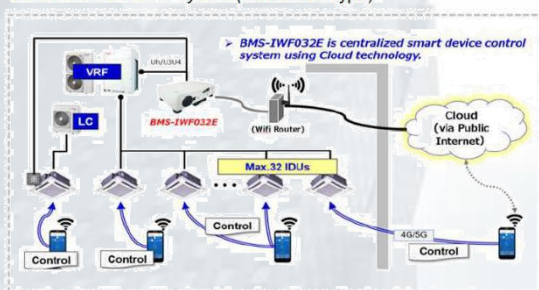 ➤ BMS-IWF032E is centralized smart device control
system using Cloud technology.
Uh/U3U4
VRF
LC
BMS-IWF032E
(Wifi Router)
Cloud
(via Public
Internet)
Max.32 IDUs
Control
4G/5G
Control
Control
Control
Control